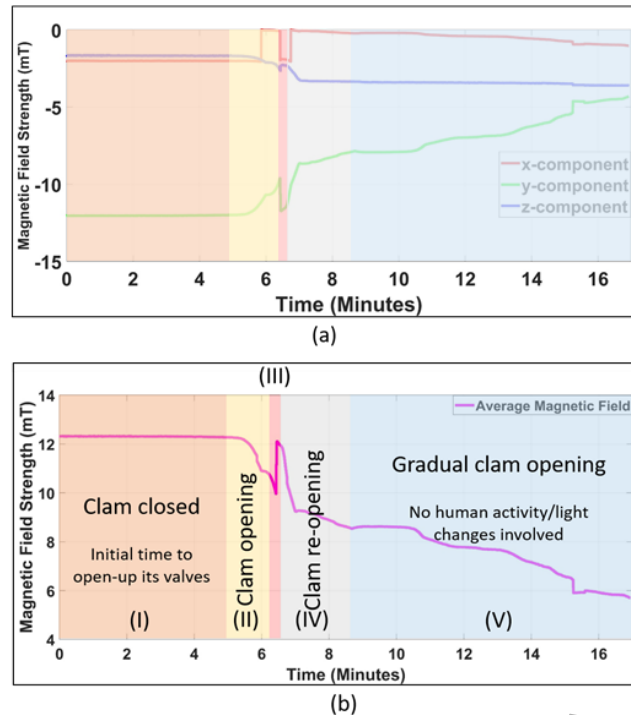 0
-5
-10
-15
Magnetic Field Strength (mT)
x-component
y-component
z-component
0 2 4 6 8 10 12 14 16
Time (Minutes)
(a)
(III)
14
12
10
8
6
4
Magnetic Field Strength (mT)
Average Magnetic Field
Clam closed
Initial time to
open-up its valves
(I)
Clam opening
(II)
Clam re-opening
(IV)
Gradual clam opening
No human activity/light
changes involved
(V)
0 2 4 6 8 10 12 14 16
Time (Minutes)
(b)